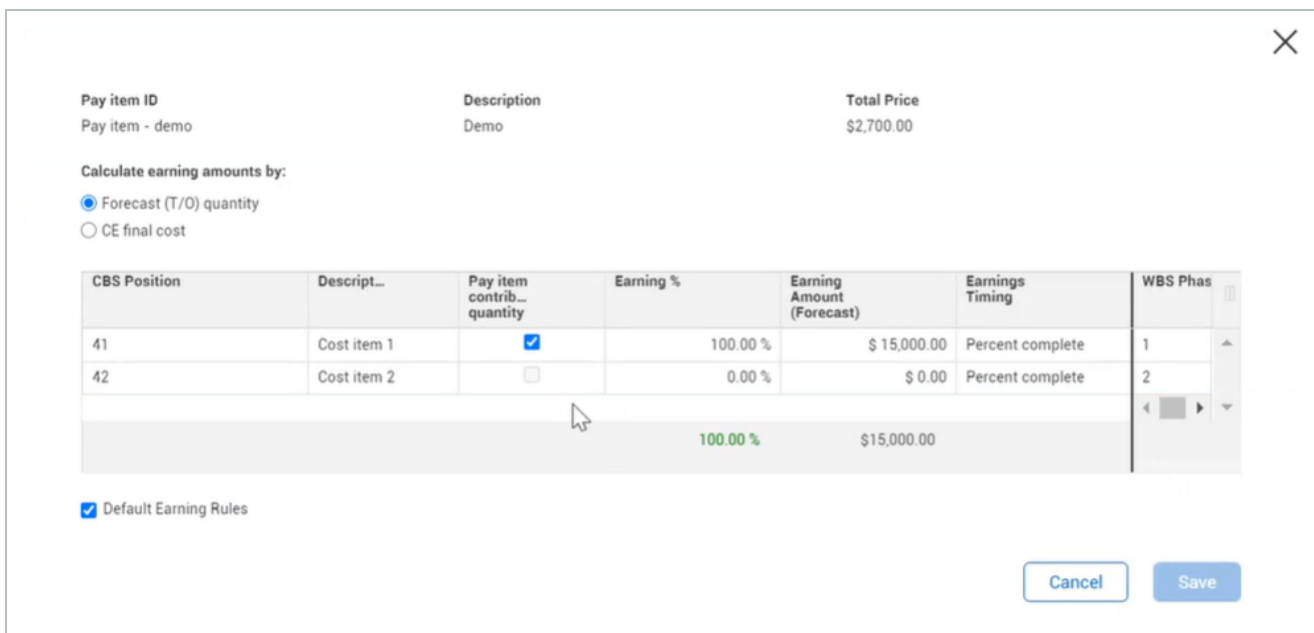 Pay item ID Description Total Price
Pay item - demo Demo $2,700.00
Calculate earning amounts by:
Forecast (T/O) quantity
CE final cost
CBS Position Descript... Pay item contrib... quantity Earning % Earning Amount (Forecast) Earnings Timing WBS Phas
41 Cost item 1 100.00 % $ 15,000.00 Percent complete 1
42 Cost item 2 0.00 % $ 0.00 Percent complete 2
100.00 % $15,000.00
Default Earning Rules
Cancel Save